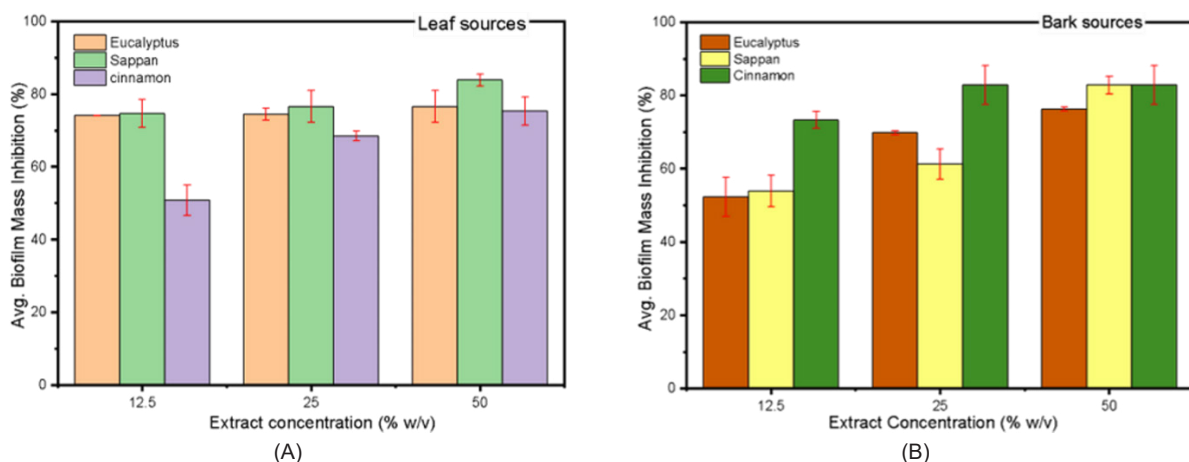 Leaf sources
Eucalyptus
Sappan
cinnamon
Avg. Biofilm Mass Inhibition (%)
100
80
60
40
20
0
12.5
25
50
Extract concentration (% w/v)
(A)
Bark sources
Eucalyptus
Sappan
Cinnamon
Avg. Biofilm Mass Inhibition (%)
100
80
60
40
20
0
12.5
25
50
Extract Concentration (% w/v)
(B)